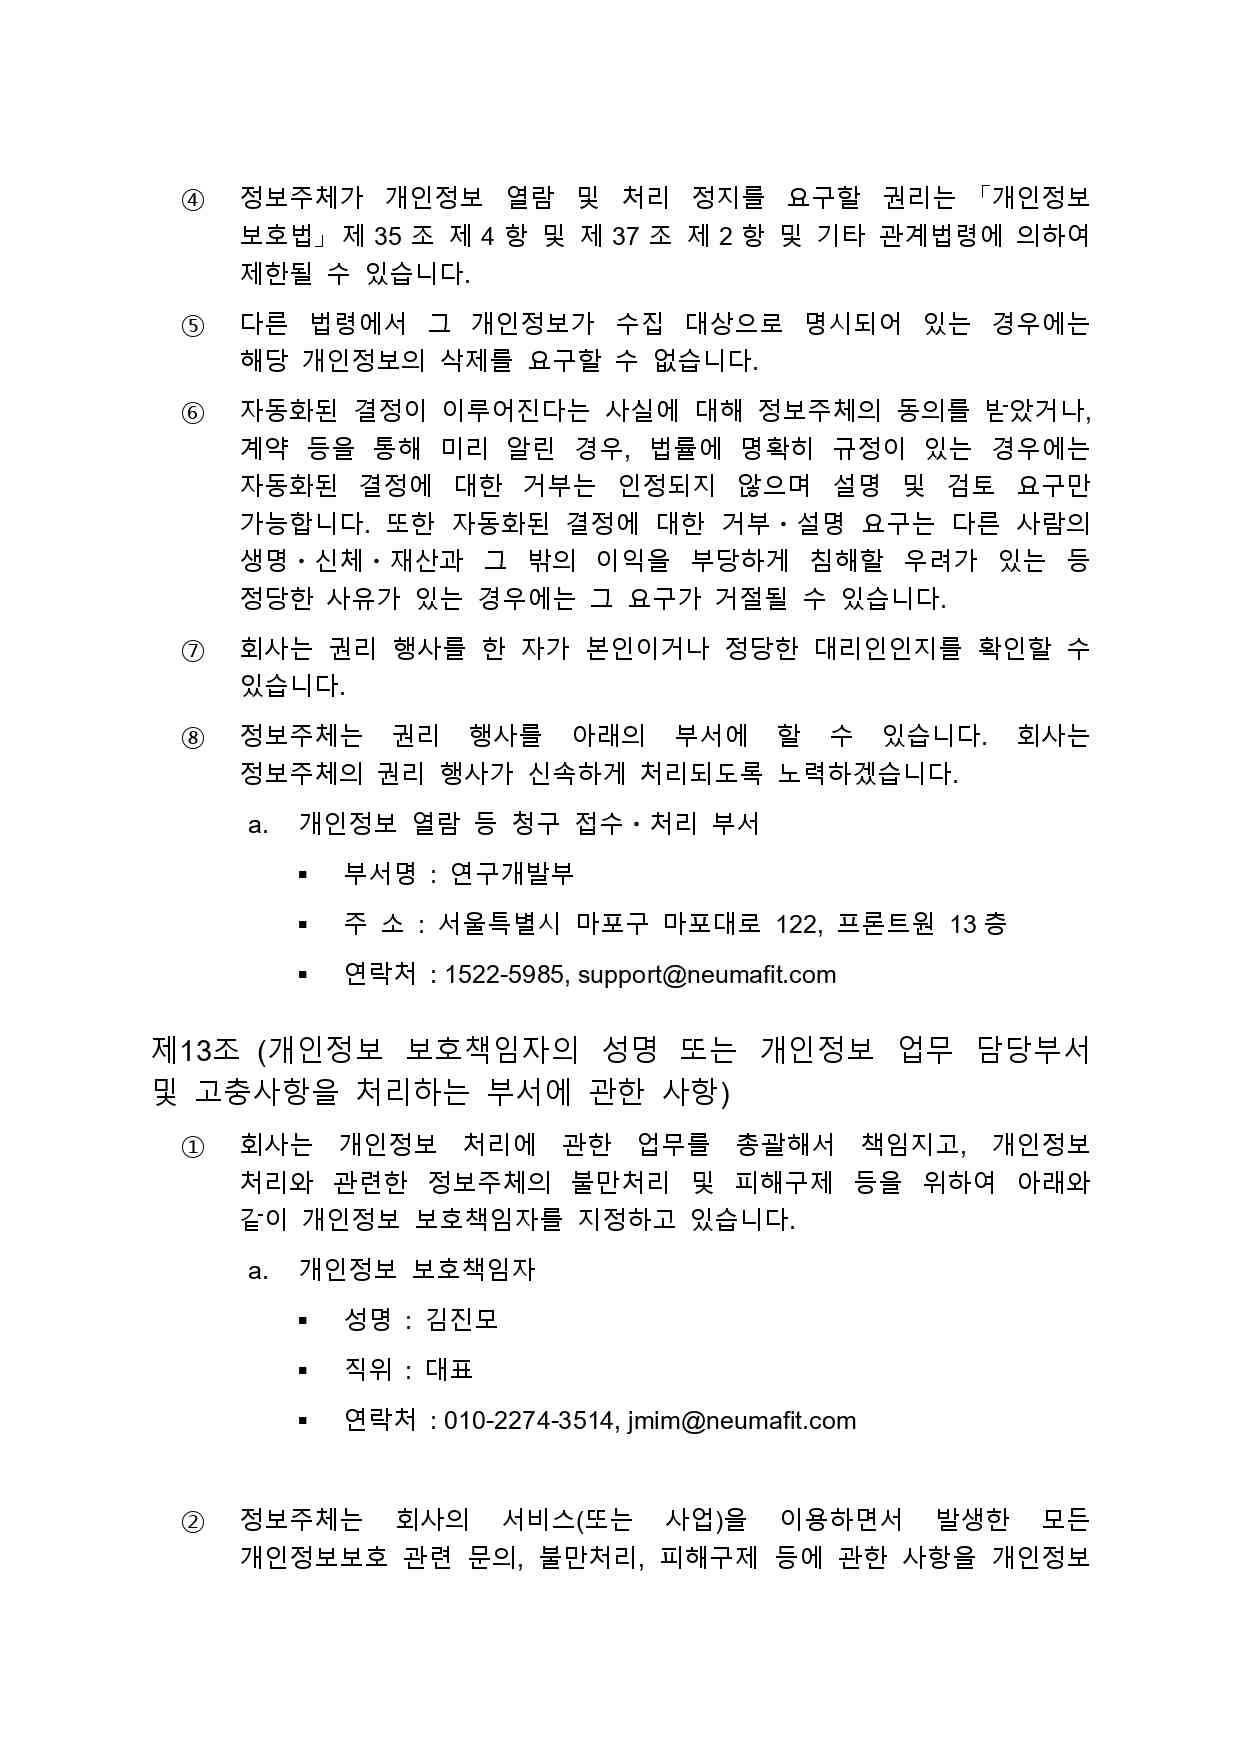 ④ 정보주체가 개인정보 열람 및 처리 정지를 요구할 권리는 「개인정보
보호법」 제 35 조 제 4 항 및 제 37 조 제 2 항 및 기타 관계법령에 의하여
제한될 수 있습니다.
⑤ 다른 법령에서 그 개인정보가 수집 대상으로 명시되어 있는 경우에는
해당 개인정보의 삭제를 요구할 수 없습니다.
⑥ 자동화된 결정이 이루어진다는 사실에 대해 정보주체의 동의를 받았거나,
계약 등을 통해 미리 알린 경우, 법률에 명확히 규정이 있는 경우에는
자동화된 결정에 대한 거부는 인정되지 않으며 설명 및 검토 요구만
가능합니다. 또한 자동화된 결정에 대한 거부・설명 요구는 다른 사람의
생명・신체・재산과 그 밖의 이익을 부당하게 침해할 우려가 있는 등
정당한 사유가 있는 경우에는 그 요구가 거절될 수 있습니다.
⑦ 회사는 권리 행사를 한 자가 본인이거나 정당한 대리인인지를 확인할 수
있습니다.
⑧ 정보주체는 권리 행사를 아래의 부서에 할 수 있습니다. 회사는
정보주체의 권리 행사가 신속하게 처리되도록 노력하겠습니다.
a. 개인정보 열람 등 청구 접수・처리 부서
▪ 부서명 : 연구개발부
▪ 주 소 : 서울특별시 마포구 마포대로 122, 프론트원 13 층
▪ 연락처 : 1522-5985, support@neumafit.com
제13조 (개인정보 보호책임자의 성명 또는 개인정보 업무 담당부서
및 고충사항을 처리하는 부서에 관한 사항)
① 회사는 개인정보 처리에 관한 업무를 총괄해서 책임지고, 개인정보
처리와 관련한 정보주체의 불만처리 및 피해구제 등을 위하여 아래와
같이 개인정보 보호책임자를 지정하고 있습니다.
a. 개인정보 보호책임자
▪ 성명 : 김진모
▪ 직위 : 대표
▪ 연락처 : 010-2274-3514, jmim@neumafit.com
② 정보주체는 회사의 서비스(또는 사업)을 이용하면서 발생한 모든
개인정보보호 관련 문의, 불만처리, 피해구제 등에 관한 사항을 개인정보